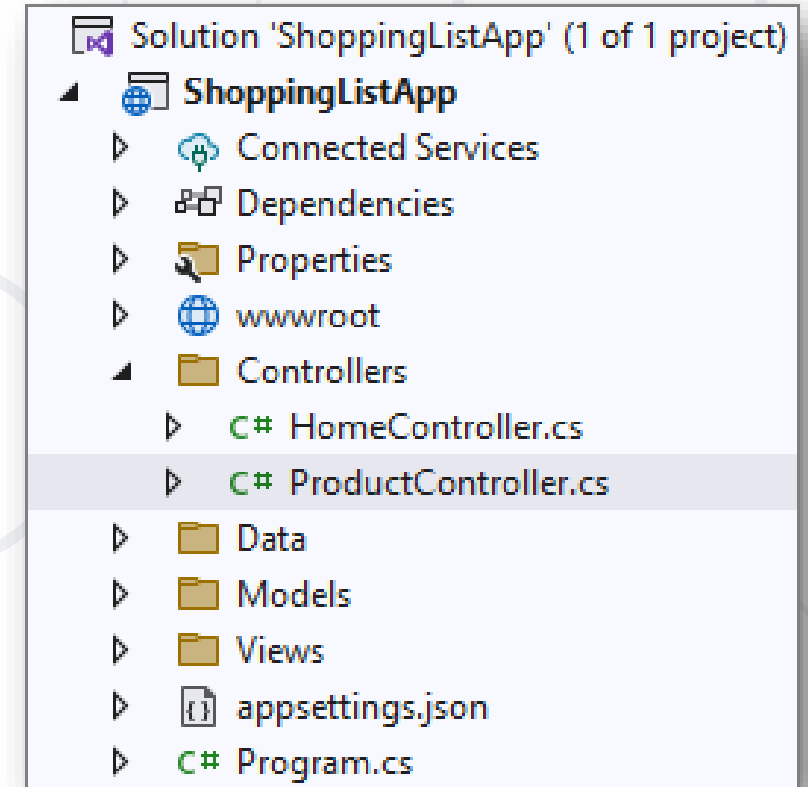 Solution 'ShoppingListApp' (1 of 1 project)
ShoppingListApp
Connected Services
Dependencies
Properties
wwwroot
Controllers
C# HomeController.cs
C# ProductController.cs
Data
Models
Views
appsettings.json
C# Program.cs